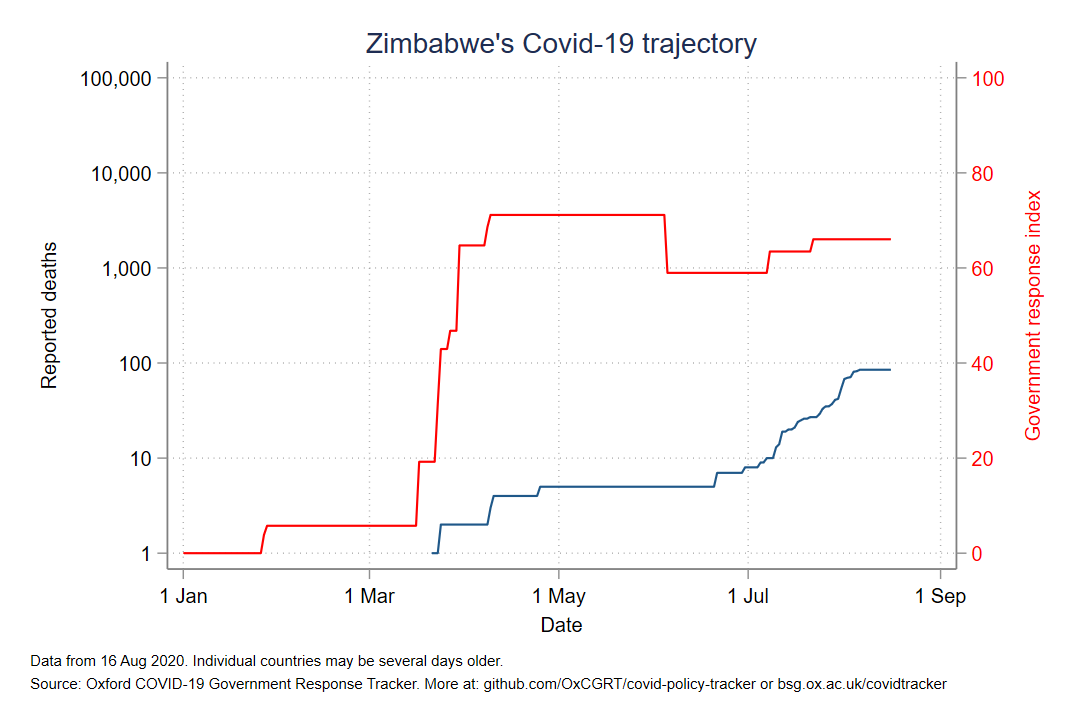 Zimbabwe's Covid-19 trajectory
100,000
10,000
1,000
100
10
1
Reported deaths
100
80
60
40
20
0
Government response index
1 Jan
1 Mar
1 May
1 Jul
1 Sep
Date
Data from 16 Aug 2020. Individual countries may be several days older.
Source: Oxford COVID-19 Government Response Tracker. More at: github.com/OxCGRT/covid-policy-tracker or bsg.ox.ac.uk/covidtracker